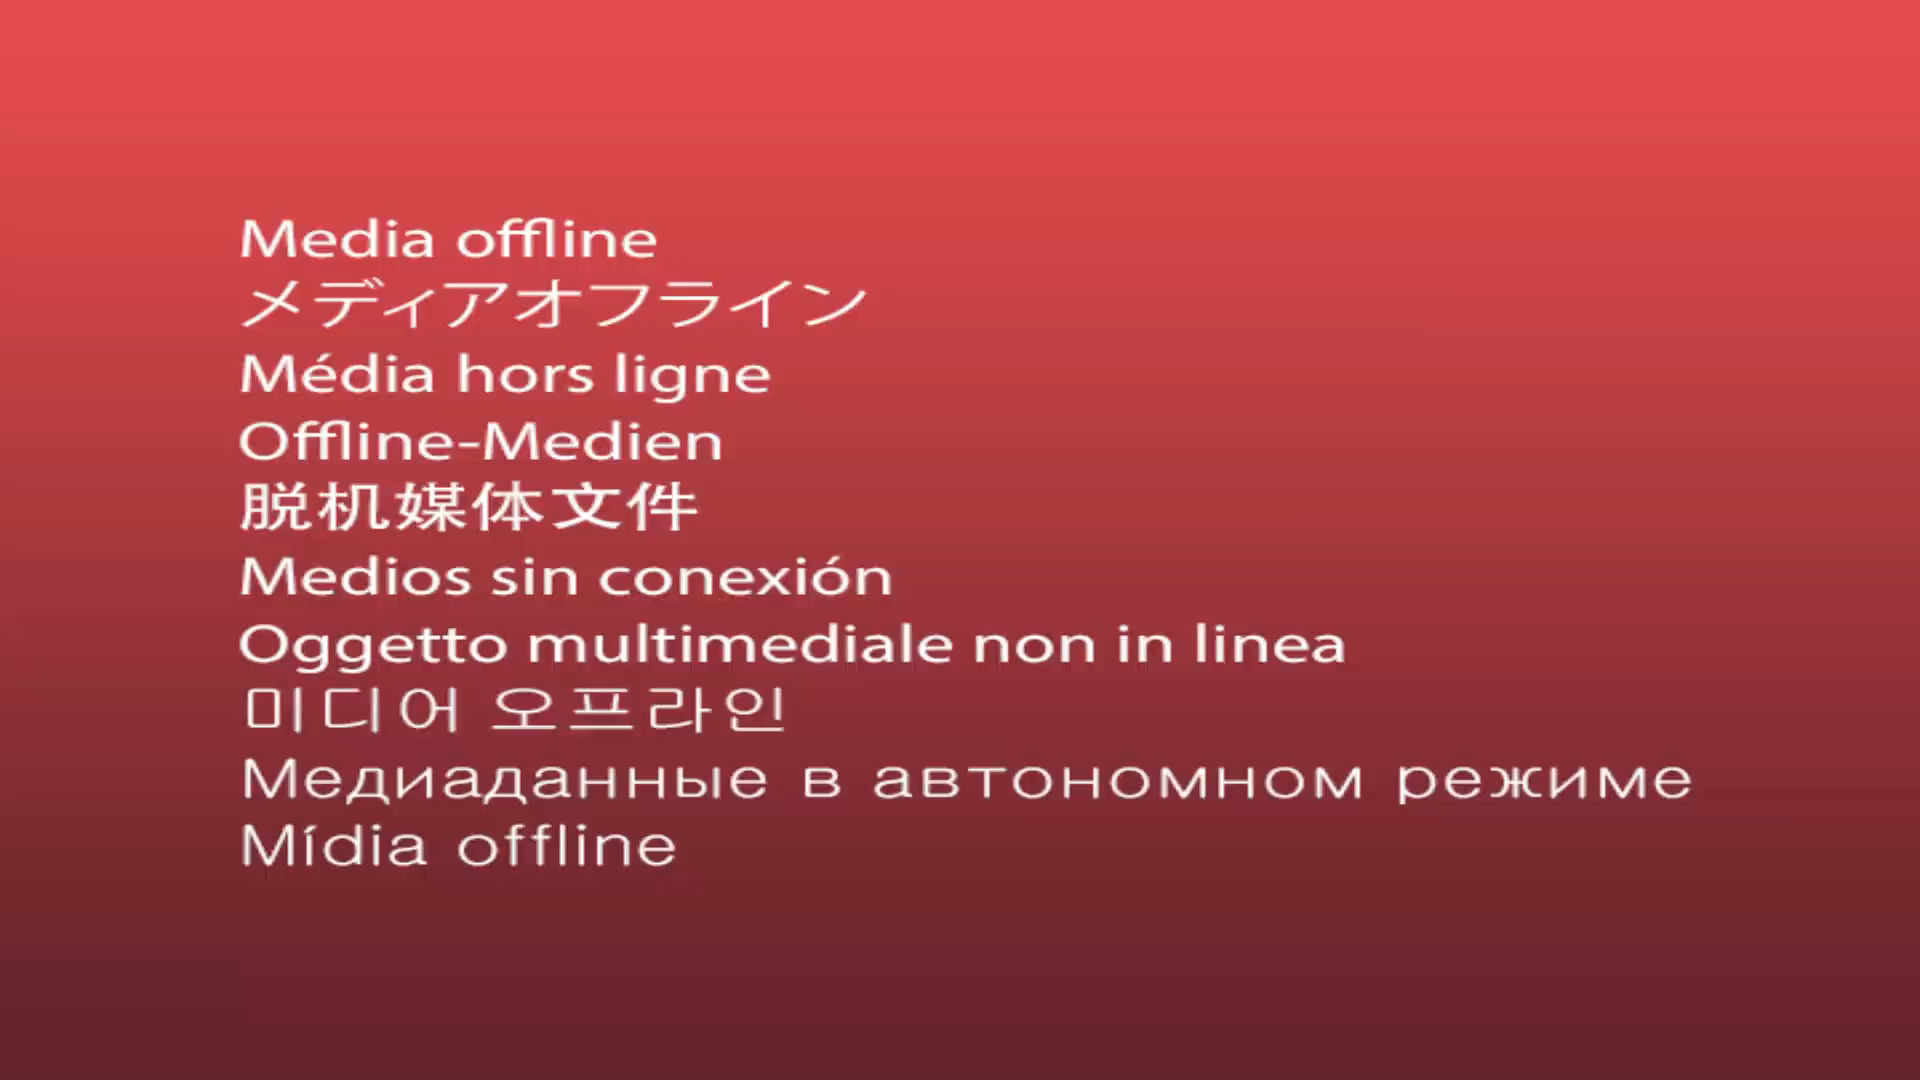 Media offline
メディアオフライン
Média hors ligne
Offline-Medien
脱机媒体文件
Medios sin conexión
Oggetto multimediale non in linea
미디어 오프라인
Медиаданные в автономном режиме
Mídia offline